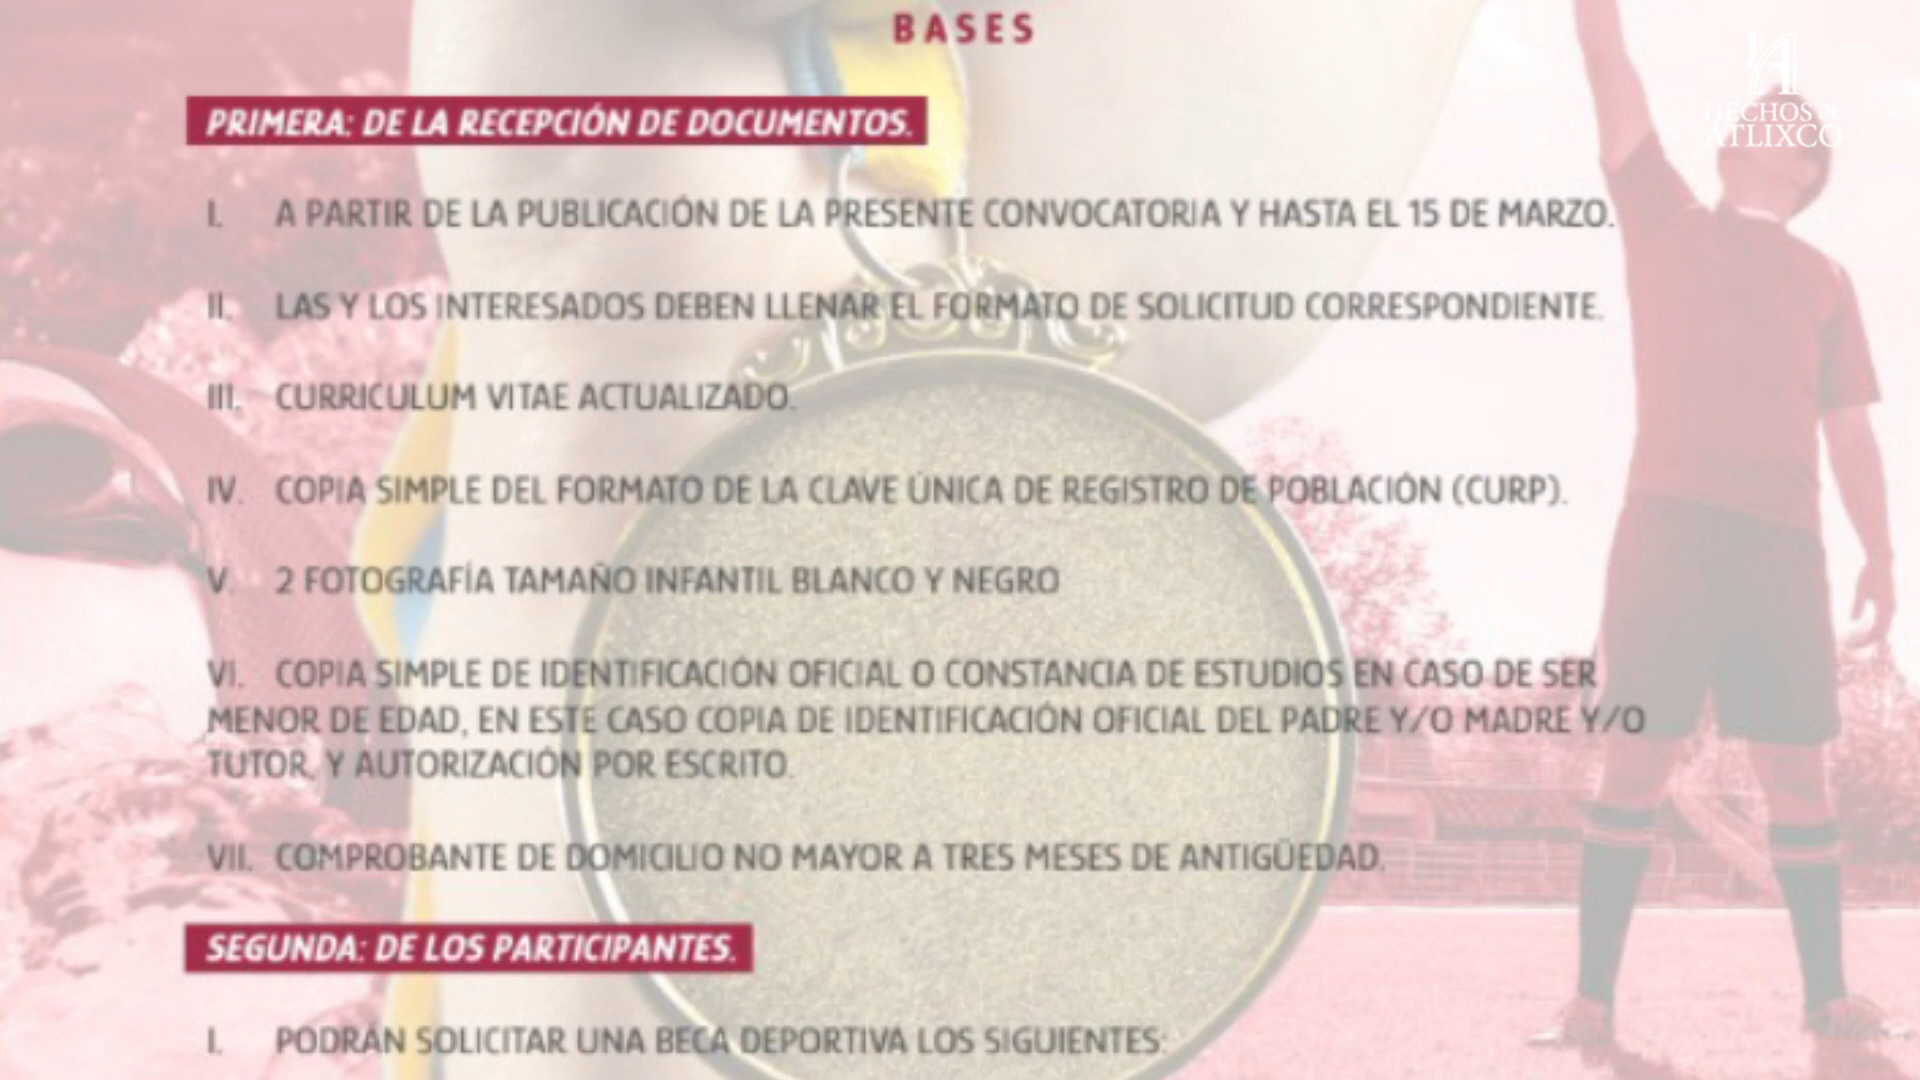 BASES
HECHOS DE
ATLIXCO
PRIMERA: DE LA RECEPCIÓN DE DOCUMENTOS.
I. A PARTIR DE LA PUBLICACIÓN DE LA PRESENTE CONVOCATORIA Y HASTA EL 15 DE MARZO.
II. LAS Y LOS INTERESADOS DEBEN LLENAR EL FORMATO DE SOLICITUD CORRESPONDIENTE.
III. CURRICULUM VITAE ACTUALIZADO.
IV. COPIA SIMPLE DEL FORMATO DE LA CLAVE ÚNICA DE REGISTRO DE POBLACIÓN (CURP).
V. 2 FOTOGRAFÍA TAMAÑO INFANTIL BLANCO Y NEGRO
VI. COPIA SIMPLE DE IDENTIFICACIÓN OFICIAL O CONSTANCIA DE ESTUDIOS EN CASO DE SER
MENOR DE EDAD, EN ESTE CASO COPIA DE IDENTIFICACIÓN OFICIAL DEL PADRE Y/O MADRE Y/O
TUTOR, Y AUTORIZACIÓN POR ESCRITO.
VII. COMPROBANTE DE DOMICILIO NO MAYOR A TRES MESES DE ANTIGÜEDAD.
SEGUNDA: DE LOS PARTICIPANTES.
I. PODRÁN SOLICITAR UNA BECA DEPORTIVA LOS SIGUIENTES: